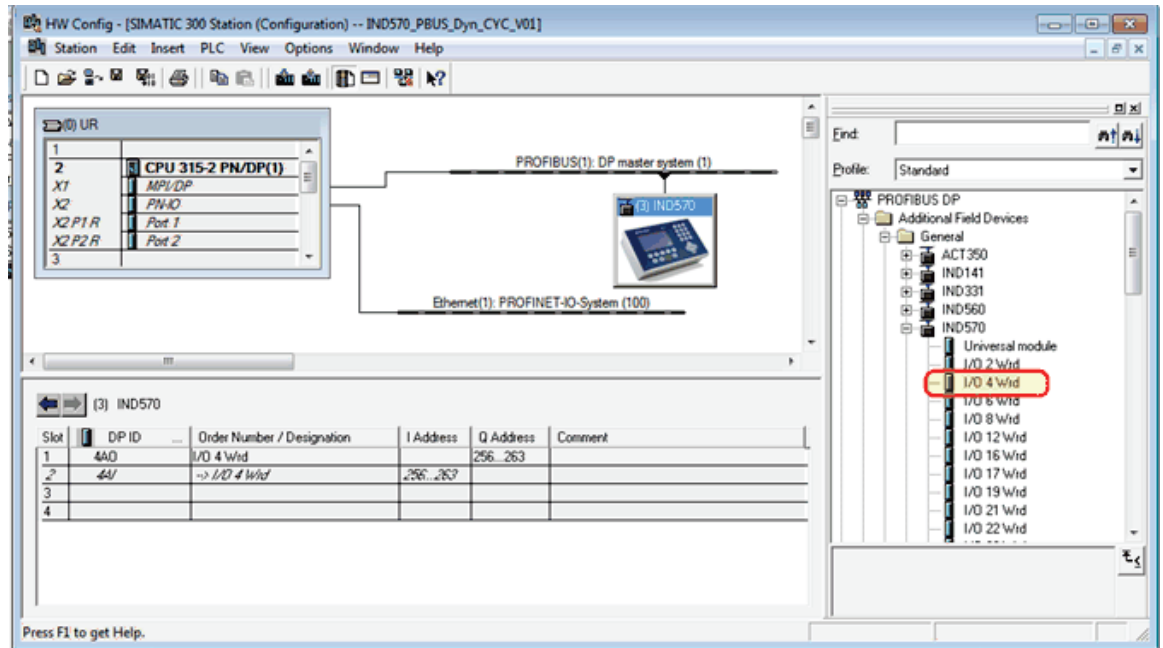 HW Config - [SIMATIC 300 Station (Configuration) -- IND570_PBUS_Dyn_CYC_V01]
Station Edit Insert PLC View Options Window Help
(0) UR
1
2 CPU 315-2 PN/DP(1)
X1 MPI/DP
X2 PN-IO
X2 P1 R Port 1
X2 P2 R Port 2
3
PROFIBUS(1): DP master system (1)
(3) IND570
Ethernet(1): PROFINET-IO-System (100)
Find:
Profile: Standard
PROFIBUS DP
Additional Field Devices
General
ACT350
IND141
IND331
IND560
IND570
Universal module
I/O 2 Wrd
I/O 4 Wrd
I/O 6 Wrd
I/O 8 Wrd
I/O 12 Wrd
I/O 16 Wrd
I/O 17 Wrd
I/O 19 Wrd
I/O 21 Wrd
I/O 22 Wrd
(3) IND570
Slot DP ID ... Order Number / Designation I Address Q Address Comment
1 4AO I/O 4 Wrd 256...263
2 4AI --> I/O 4 Wrd 256...263
3
4
Press F1 to get Help.